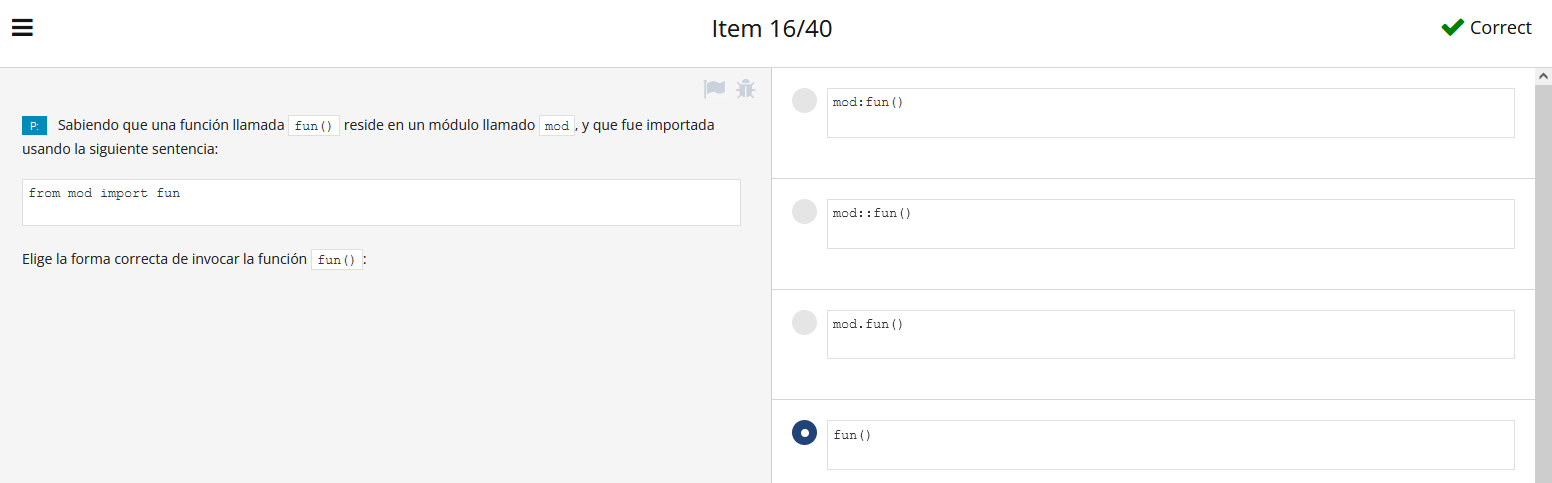 Item 16/40
Correct
P: Sabiendo que una función llamada fun() reside en un módulo llamado mod, y que fue importada
usando la siguiente sentencia:
from mod import fun
Elige la forma correcta de invocar la función fun():
mod:fun()
mod::fun()
mod.fun()
fun()